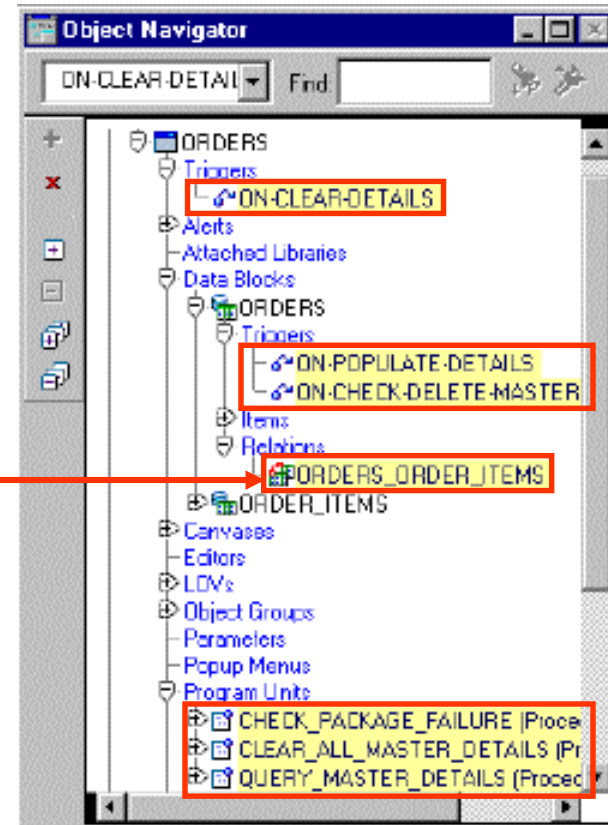 Object Navigator
ON-CLEAR-DETAIL Find:
ORDERS
Triggers
ON-CLEAR-DETAILS
Alerts
Attached Libraries
Data Blocks
ORDERS
Triggers
ON-POPULATE-DETAILS
ON-CHECK-DELETE-MASTER
Items
Relations
ORDERS_ORDER_ITEMS
ORDER_ITEMS
Canvases
Editors
LOVs
Object Groups
Parameters
Popup Menus
Program Units
CHECK_PACKAGE_FAILURE (Proce
CLEAR_ALL_MASTER_DETAILS (Pr
QUERY_MASTER_DETAILS (Proced